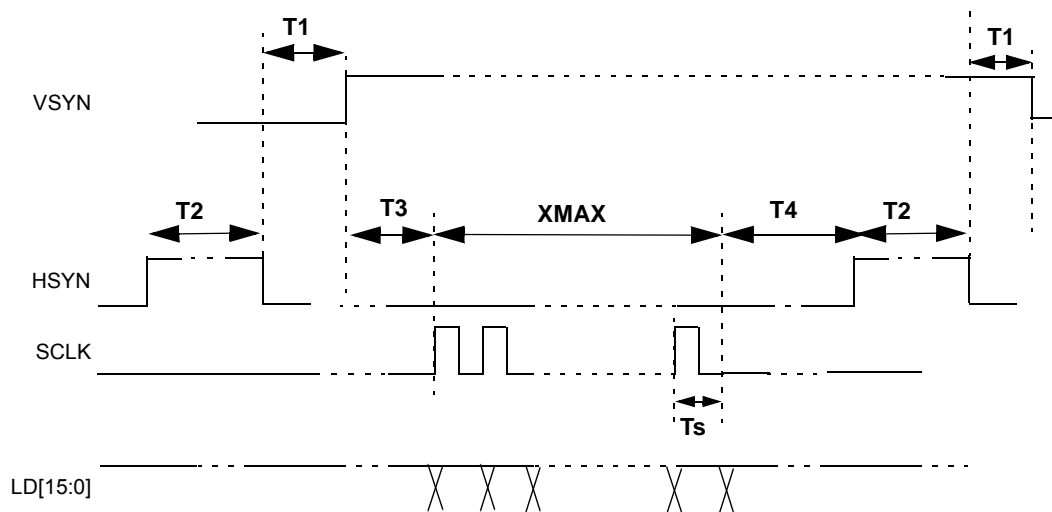 T1
T1
VSYN
T2
T3
XMAX
T4
T2
HSYN
SCLK
Ts
LD[15:0]